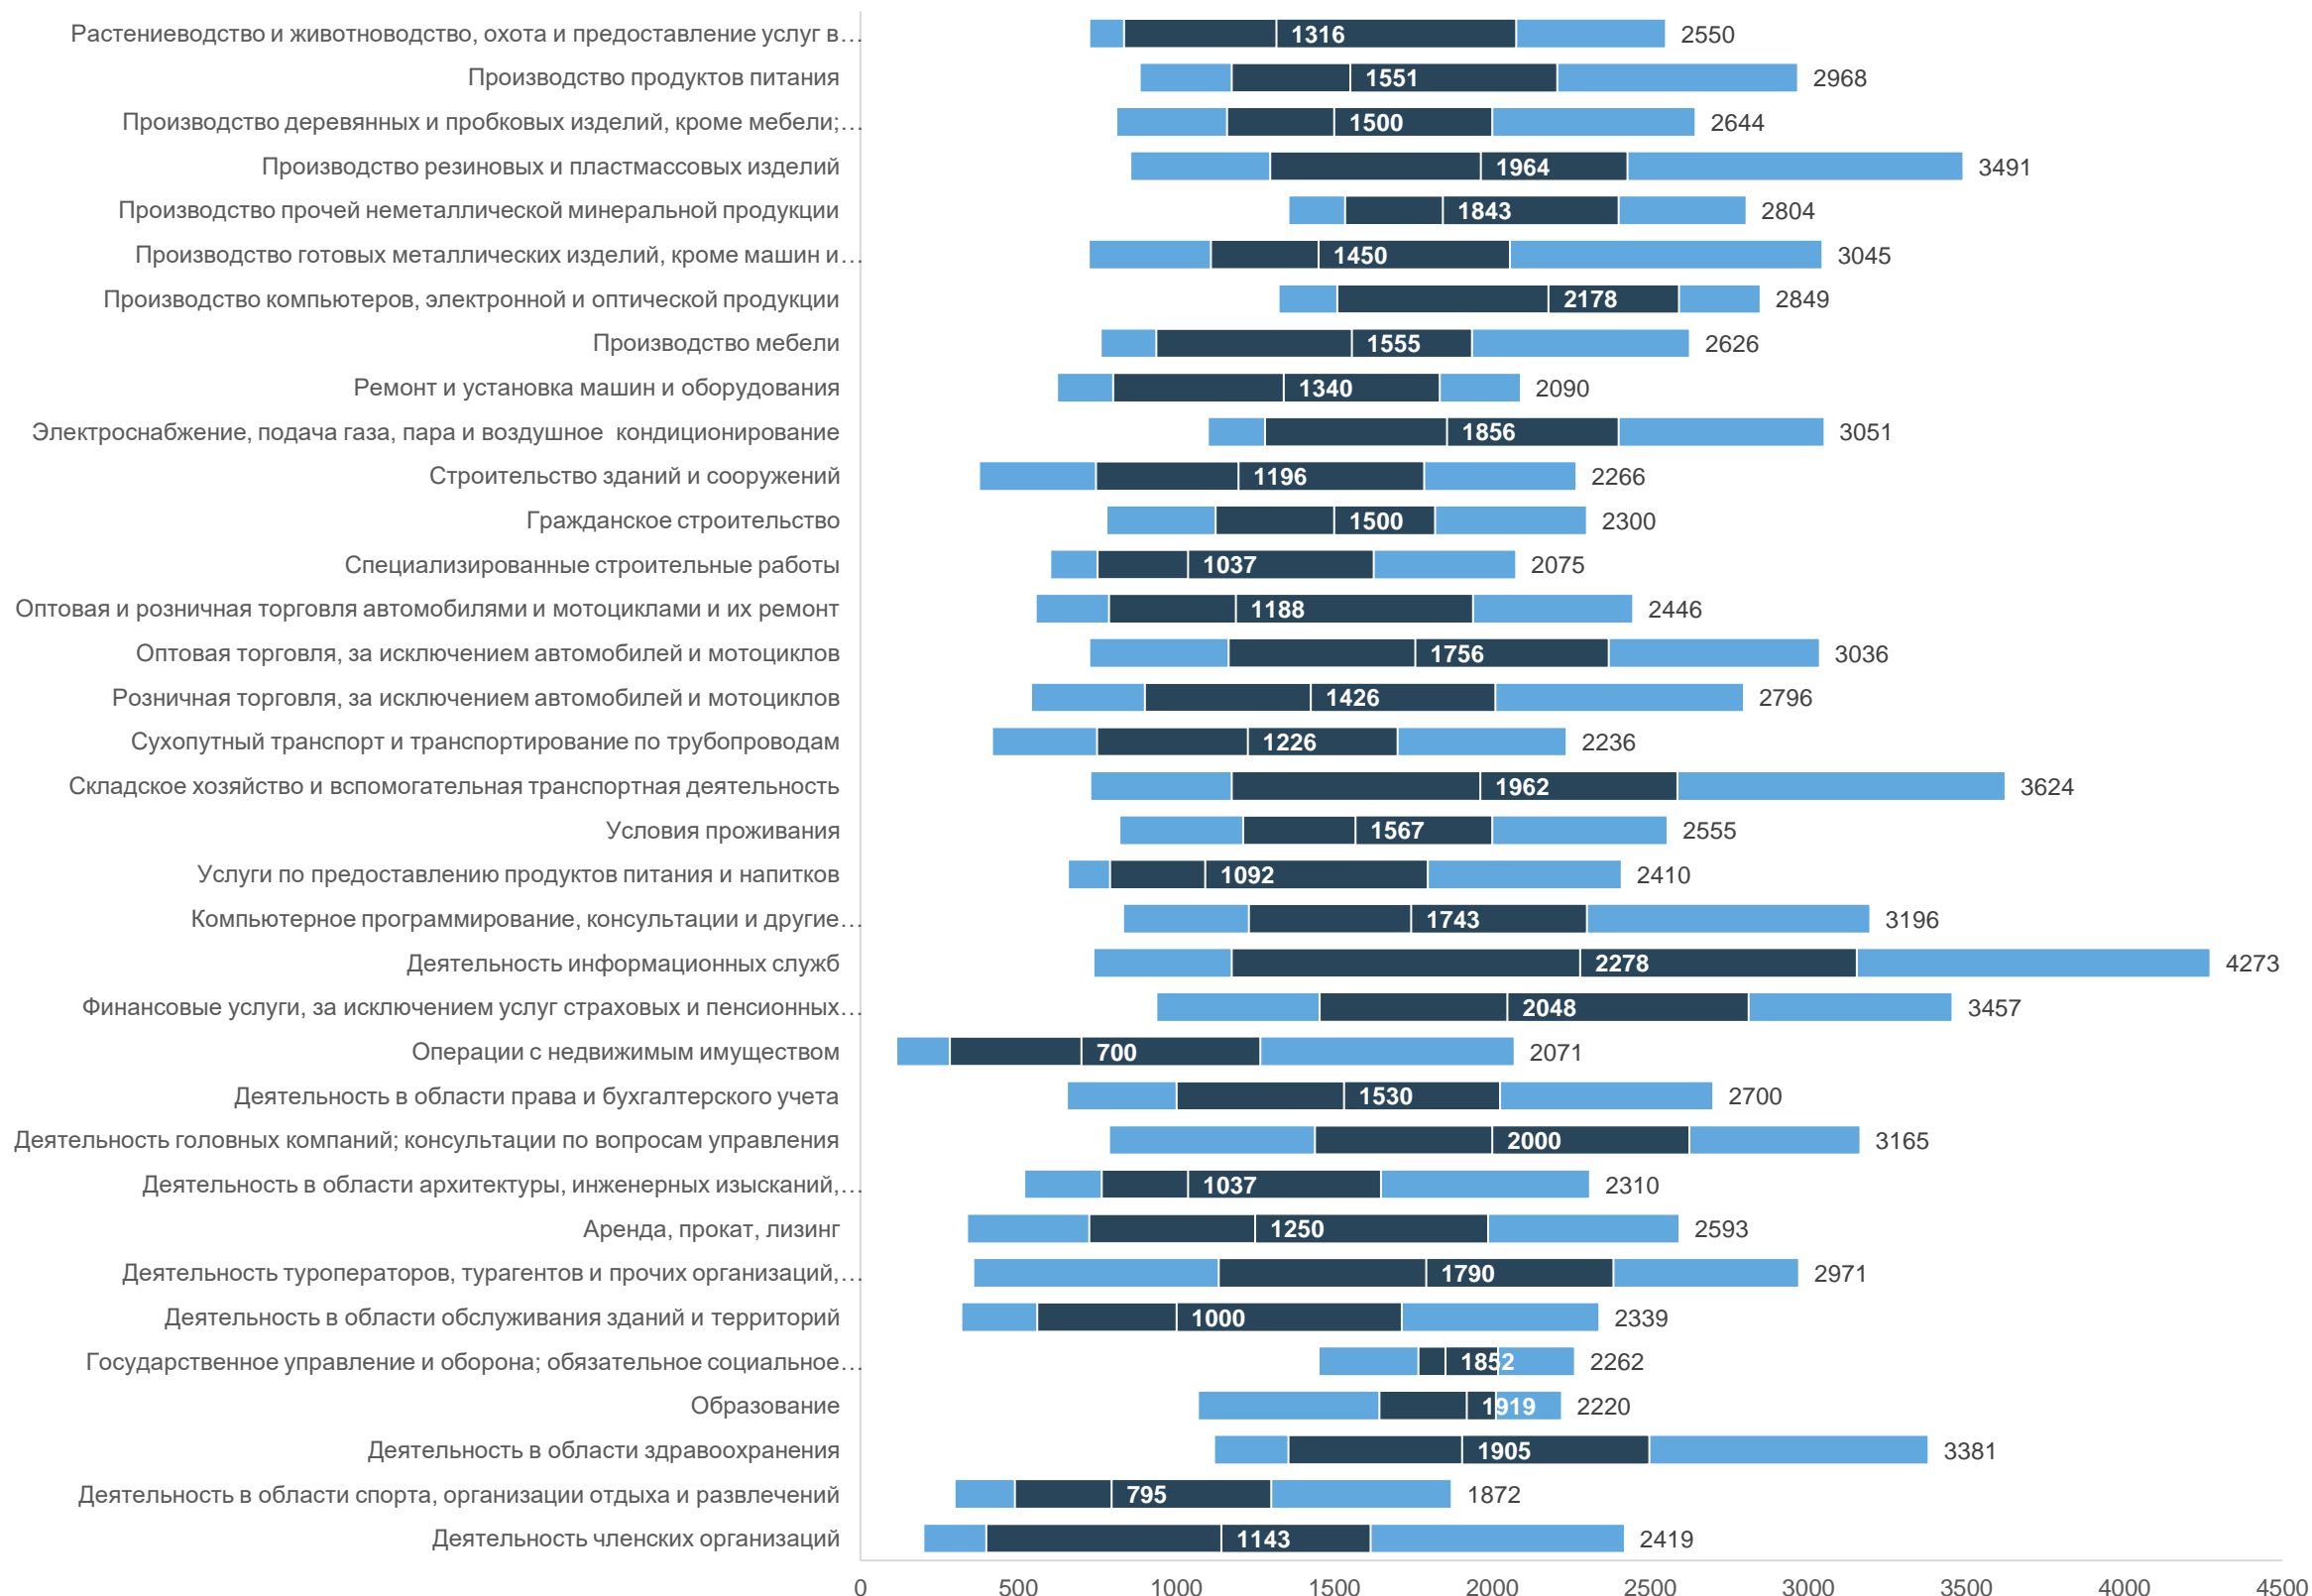 Растениеводство и животноводство, охота и предоставление услуг в… 1316 2550
Производство продуктов питания 1551 2968
Производство деревянных и пробковых изделий, кроме мебели;… 1500 2644
Производство резиновых и пластмассовых изделий 1964 3491
Производство прочей неметаллической минеральной продукции 1843 2804
Производство готовых металлических изделий, кроме машин и… 1450 3045
Производство компьютеров, электронной и оптической продукции 2178 2849
Производство мебели 1555 2626
Ремонт и установка машин и оборудования 1340 2090
Электроснабжение, подача газа, пара и воздушное кондиционирование 1856 3051
Строительство зданий и сооружений 1196 2266
Гражданское строительство 1500 2300
Специализированные строительные работы 1037 2075
Оптовая и розничная торговля автомобилями и мотоциклами и их ремонт 1188 2446
Оптовая торговля, за исключением автомобилей и мотоциклов 1756 3036
Розничная торговля, за исключением автомобилей и мотоциклов 1426 2796
Сухопутный транспорт и транспортирование по трубопроводам 1226 2236
Складское хозяйство и вспомогательная транспортная деятельность 1962 3624
Условия проживания 1567 2555
Услуги по предоставлению продуктов питания и напитков 1092 2410
Компьютерное программирование, консультации и другие… 1743 3196
Деятельность информационных служб 2278 4273
Финансовые услуги, за исключением услуг страховых и пенсионных… 2048 3457
Операции с недвижимым имуществом 700 2071
Деятельность в области права и бухгалтерского учета 1530 2700
Деятельность головных компаний; консультации по вопросам управления 2000 3165
Деятельность в области архитектуры, инженерных изысканий,… 1037 2310
Аренда, прокат, лизинг 1250 2593
Деятельность туроператоров, турагентов и прочих организаций,… 1790 2971
Деятельность в области обслуживания зданий и территорий 1000 2339
Государственное управление и оборона; обязательное социальное… 1852 2262
Образование 1919 2220
Деятельность в области здравоохранения 1905 3381
Деятельность в области спорта, организации отдыха и развлечений 795 1872
Деятельность членских организаций 1143 2419
0 500 1000 1500 2000 2500 3000 3500 4000 4500